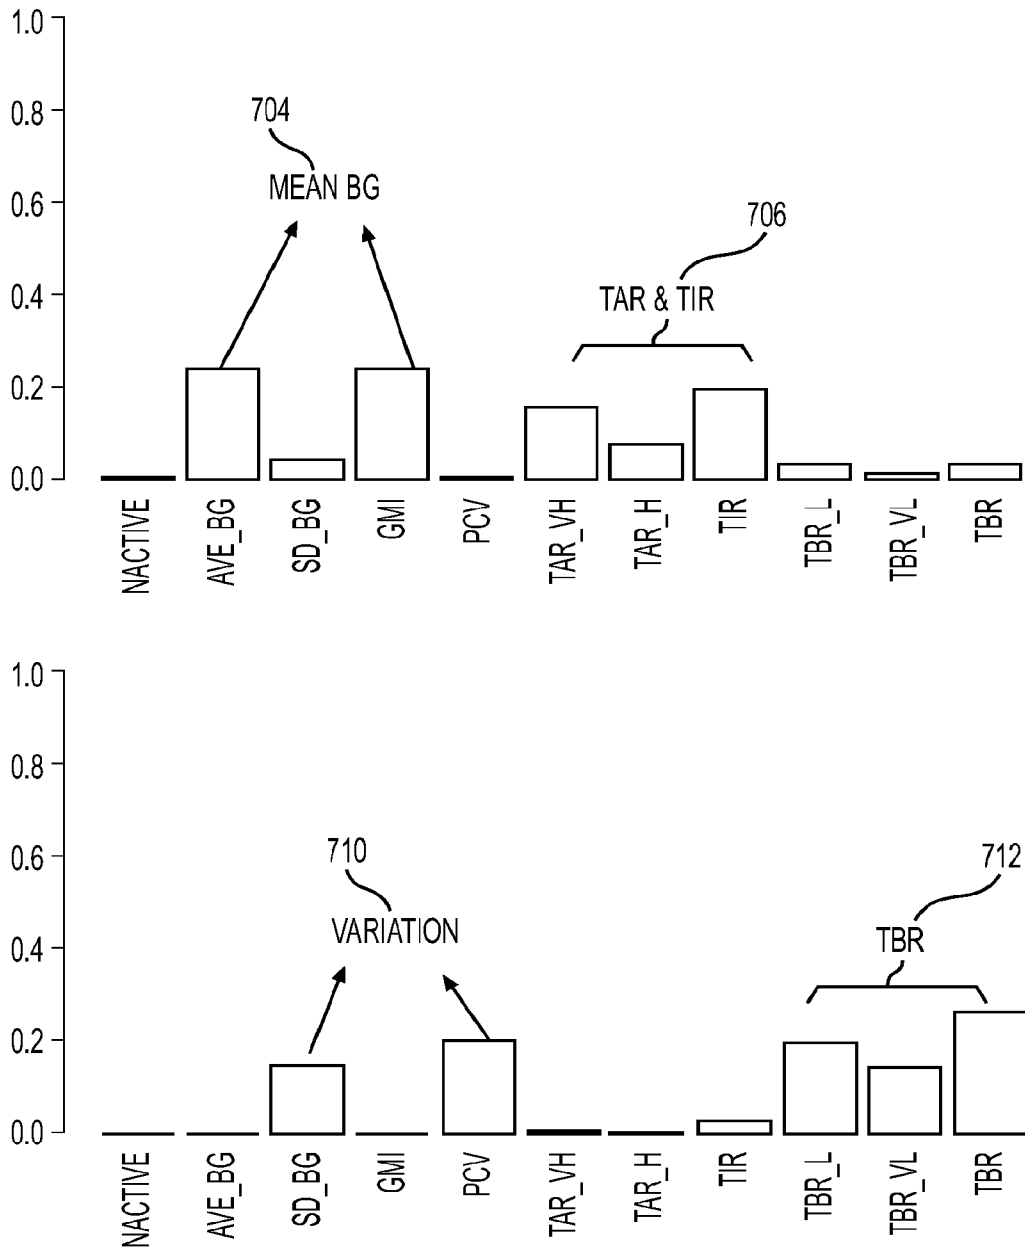 1.0
0.8
0.6
0.4
0.2
0.0
704
MEAN BG
706
TAR & TIR
NACTIVE
AVE_BG
SD_BG
GMI
PCV
TAR_VH
TAR_H
TIR
TBR_L
TBR_VL
TBR
1.0
0.8
0.6
0.4
0.2
0.0
710
VARIATION
712
TBR
NACTIVE
AVE_BG
SD_BG
GMI
PCV
TAR_VH
TAR_H
TIR
TBR_L
TBR_VL
TBR